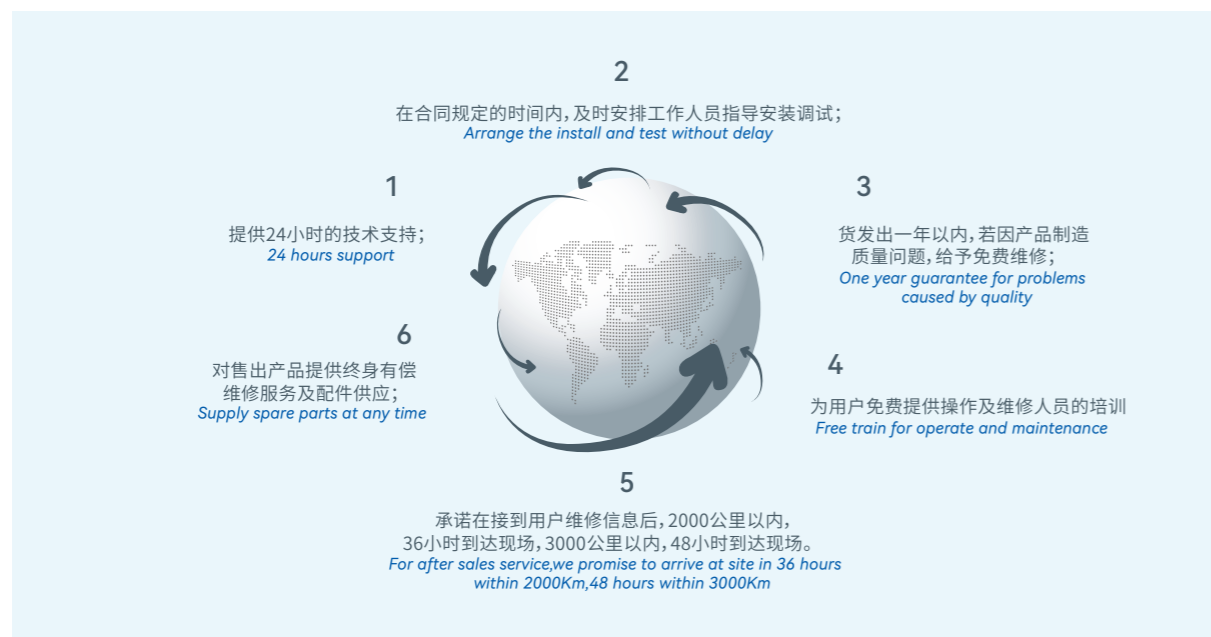 2
在合同规定的时间内,及时安排工作人员指导安装调试;
Arrange the install and test without delay
1
提供24小时的技术支持;
24 hours support
3
货发出一年以内,若因产品制造
质量问题,给予免费维修;
One year guarantee for problems
caused by quality
6
对售出产品提供终身有偿
维修服务及配件供应;
Supply spare parts at any time
4
为用户免费提供操作及维修人员的培训
Free train for operate and maintenance
5
承诺在接到用户维修信息后,2000公里以内,
36小时到达现场,3000公里以内,48小时到达现场。
For after sales service,we promise to arrive at site in 36 hours
within 2000Km,48 hours within 3000Km